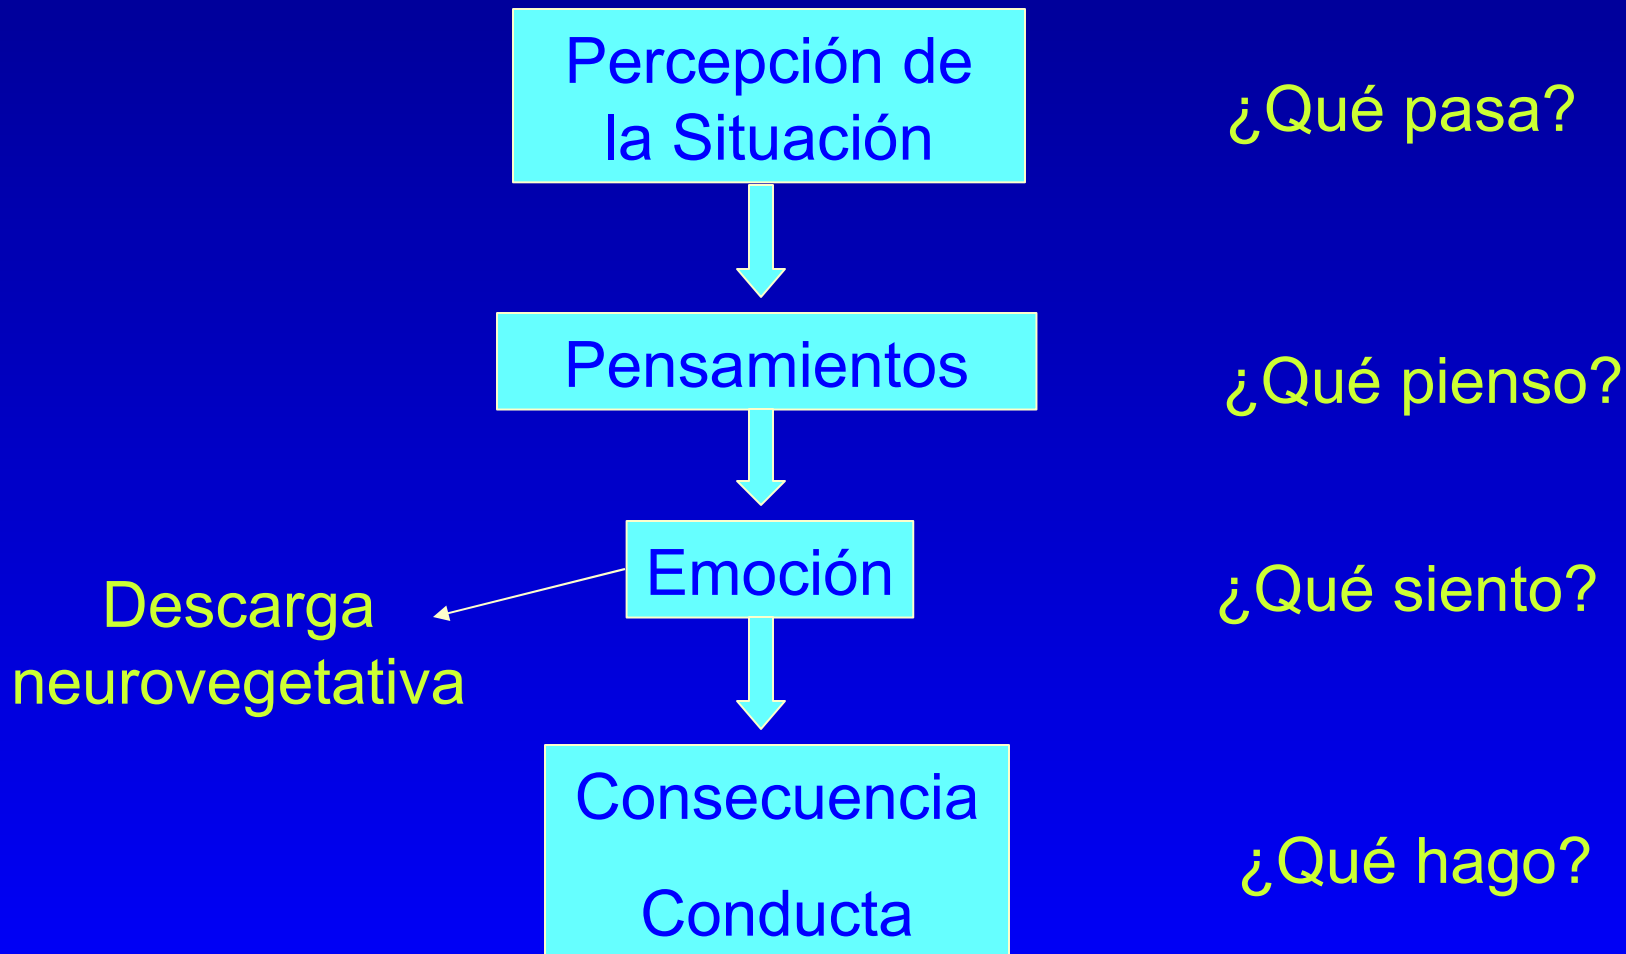 Percepción de
la Situación
¿Qué pasa?
Pensamientos
¿Qué pienso?
Emoción
¿Qué siento?
Descarga
neurovegetativa
Consecuencia
Conducta
¿Qué hago?